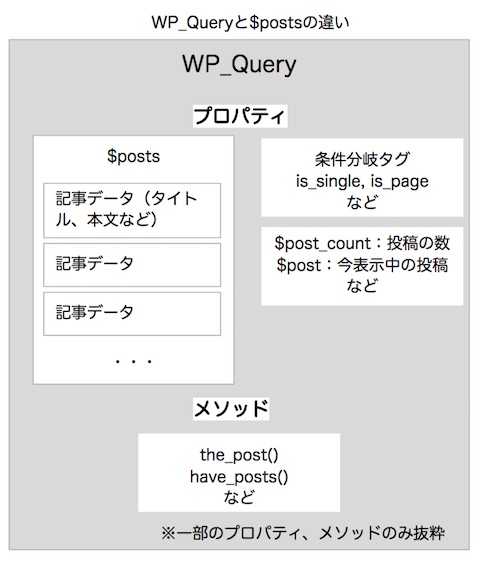 WP_Queryと$postsの違い
WP_Query
プロパティ
$posts
記事データ（タイト
ル、本文など）
記事データ
記事データ
・・・
条件分岐タグ
is_single, is_page
など
$post_count：投稿の数
$post：今表示中の投稿
など
メソッド
the_post()
have_posts()
など
※一部のプロパティ、メソッドのみ抜粋